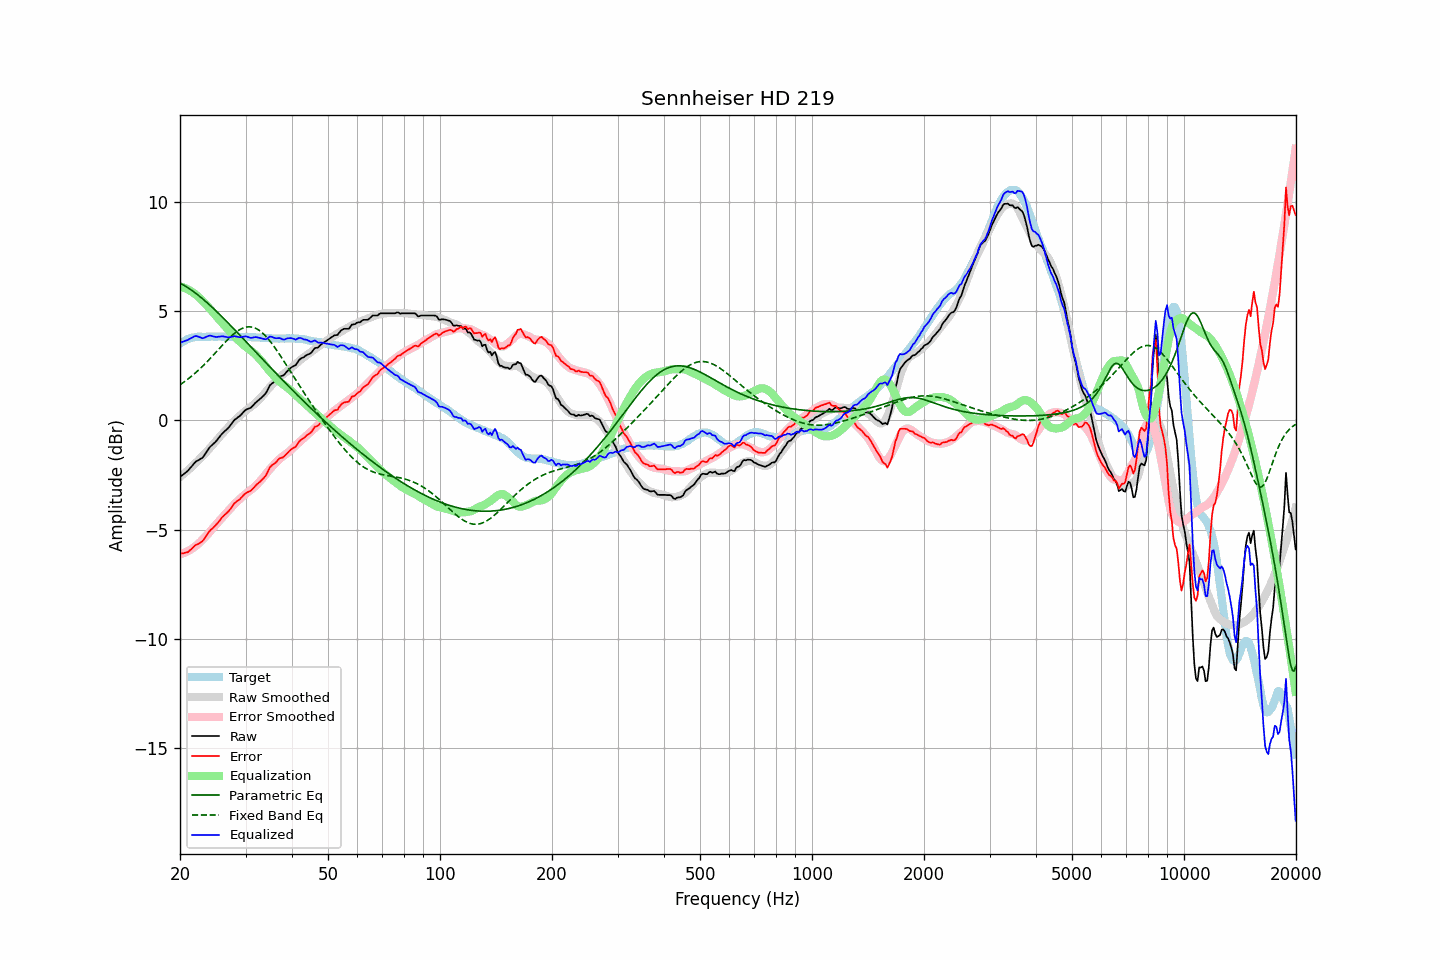 Sennheiser HD 219
Amplitude (dBr)
10
5
0
−5
−10
−15
Target
Raw Smoothed
Error Smoothed
Raw
Error
Equalization
Parametric Eq
Fixed Band Eq
Equalized
20 50 100 200 500 1000 2000 5000 10000 20000
Frequency (Hz)